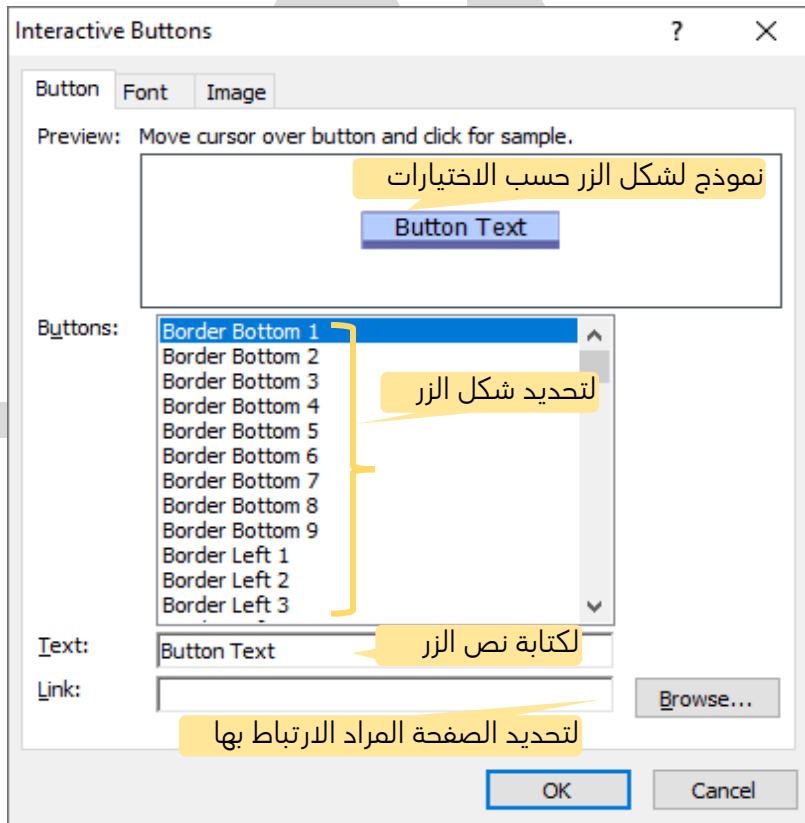 Interactive Buttons ? ×
Button Font Image
Preview: Move cursor over button and click for sample.
نموذج لشكل الزر حسب الاختيارات
Button Text
Buttons:
Border Bottom 1
Border Bottom 2
Border Bottom 3
لتحديد شكل الزر
Border Bottom 4
Border Bottom 5
Border Bottom 6
Border Bottom 7
Border Bottom 8
Border Bottom 9
Border Left 1
Border Left 2
Border Left 3
Text: Button Text
لكتابة نص الزر
Link:
Browse...
لتحديد الصفحة المراد الارتباط بها
OK Cancel